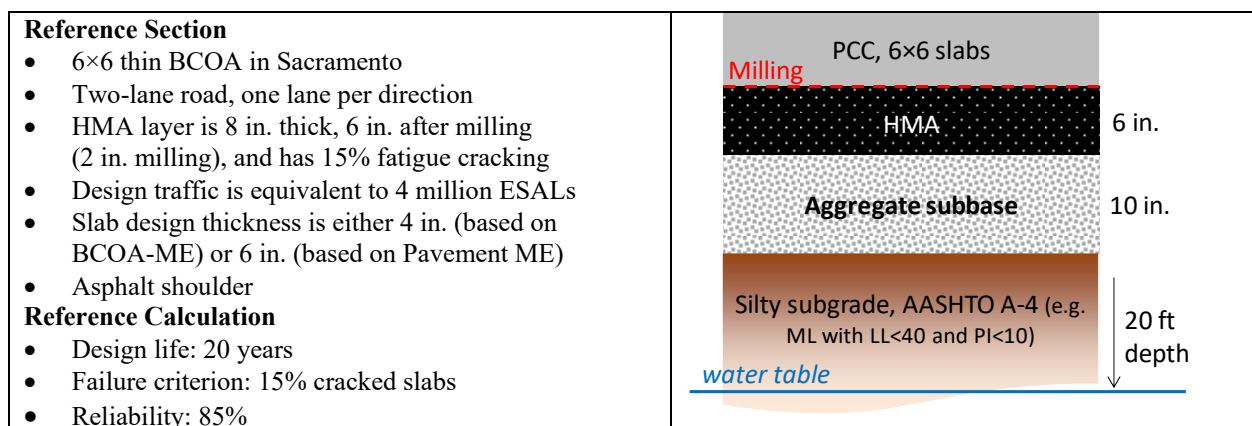 Reference Section
• 6×6 thin BCOA in Sacramento
• Two-lane road, one lane per direction
• HMA layer is 8 in. thick, 6 in. after milling
(2 in. milling), and has 15% fatigue cracking
• Design traffic is equivalent to 4 million ESALs
• Slab design thickness is either 4 in. (based on
BCOA-ME) or 6 in. (based on Pavement ME)
• Asphalt shoulder
Reference Calculation
• Design life: 20 years
• Failure criterion: 15% cracked slabs
• Reliability: 85%
PCC, 6×6 slabs
Milling
HMA
6 in.
Aggregate subbase
10 in.
Silty subgrade, AASHTO A-4 (e.g.
ML with LL<40 and PI<10)
20 ft
depth
water table